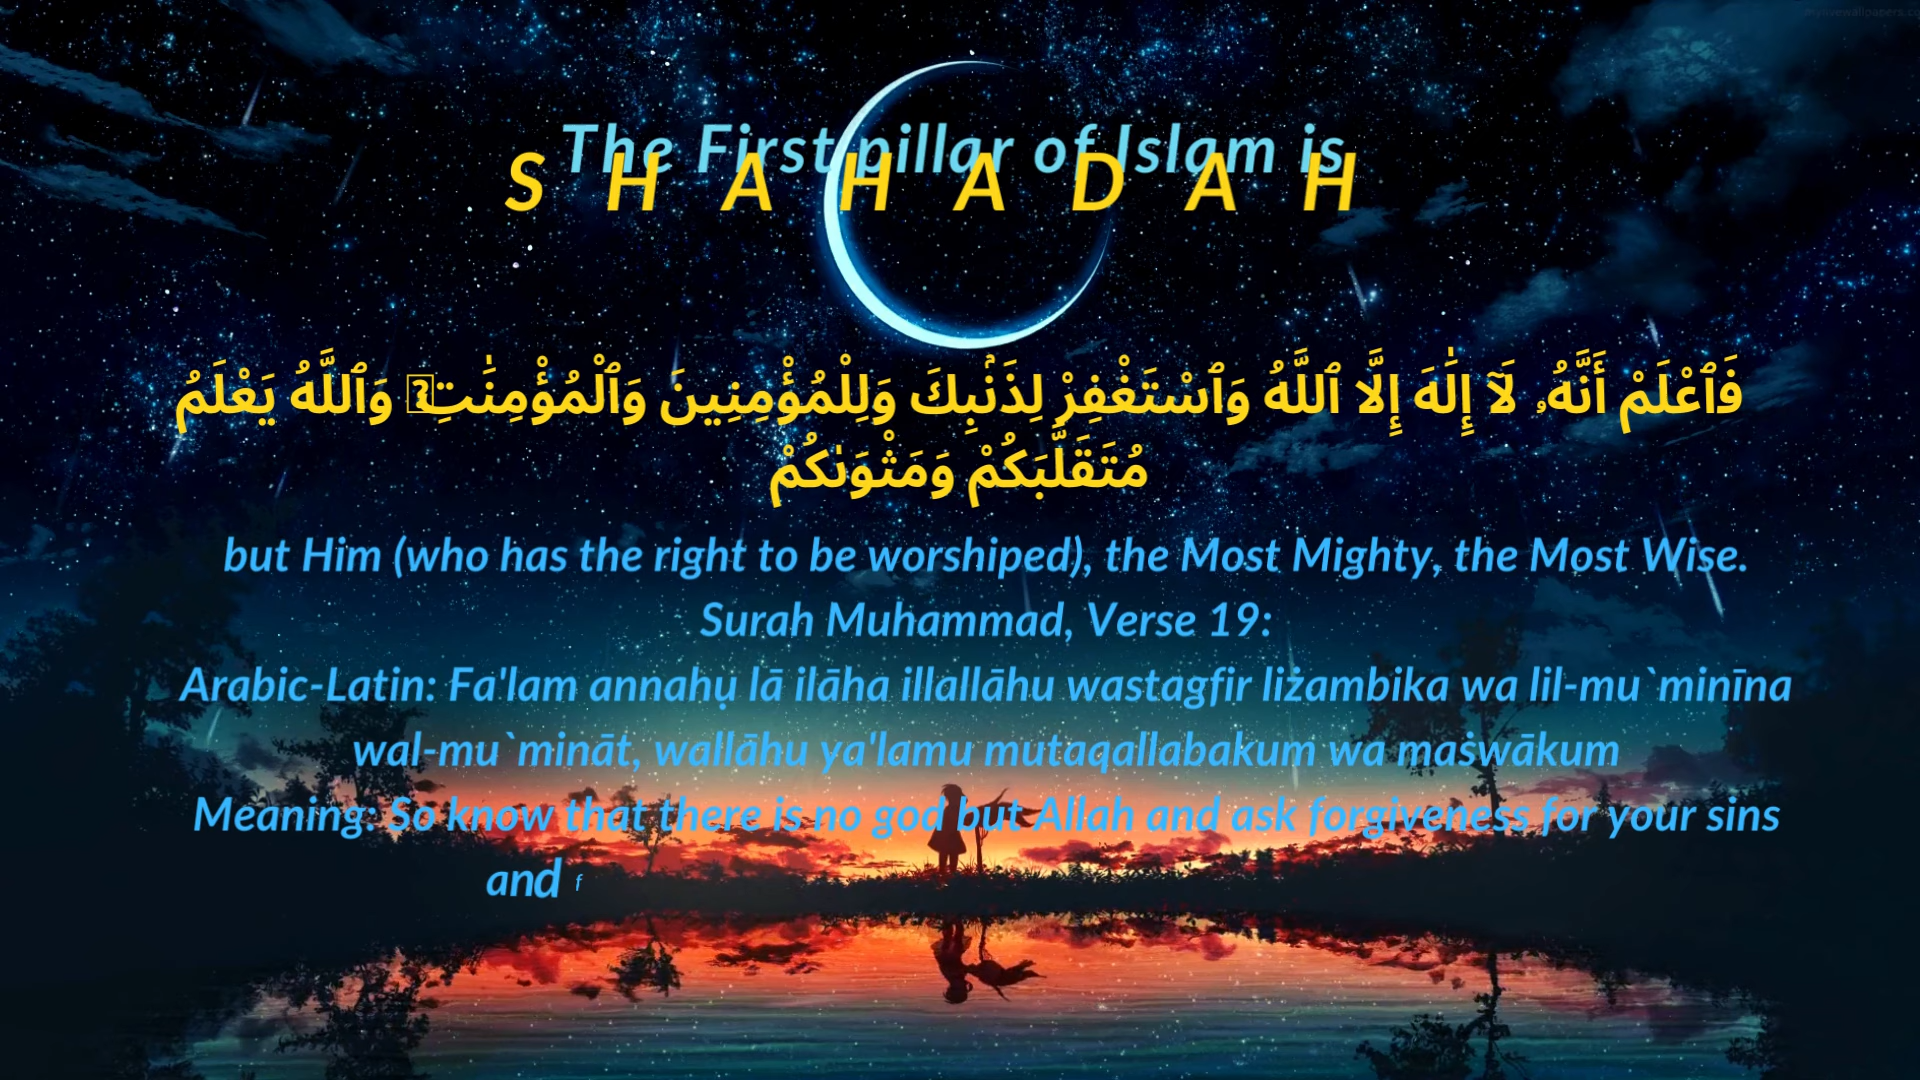 The First pillar of Islam is
S H A H A D A H
فَٱعْلَمْ أَنَّهُۥ لَآ إِلَٰهَ إِلَّا ٱللَّهُ وَٱسْتَغْفِرْ لِذَنۢبِكَ وَلِلْمُؤْمِنِينَ وَٱلْمُؤْمِنَٰتِ وَٱللَّهُ يَعْلَمُ
مُتَقَلَّبَكُمْ وَمَثْوَىٰكُمْ
but Him (who has the right to be worshiped), the Most Mighty, the Most Wise.
Surah Muhammad, Verse 19:
Arabic-Latin: Fa'lam annahụ lā ilāha illallāhu wastagfir liżambika wa lil-mu`minīna
wal-mu`mināt, wallāhu ya'lamu mutaqallabakum wa maṡwākum
Meaning: So know that there is no god but Allah and ask forgiveness for your sins
and f